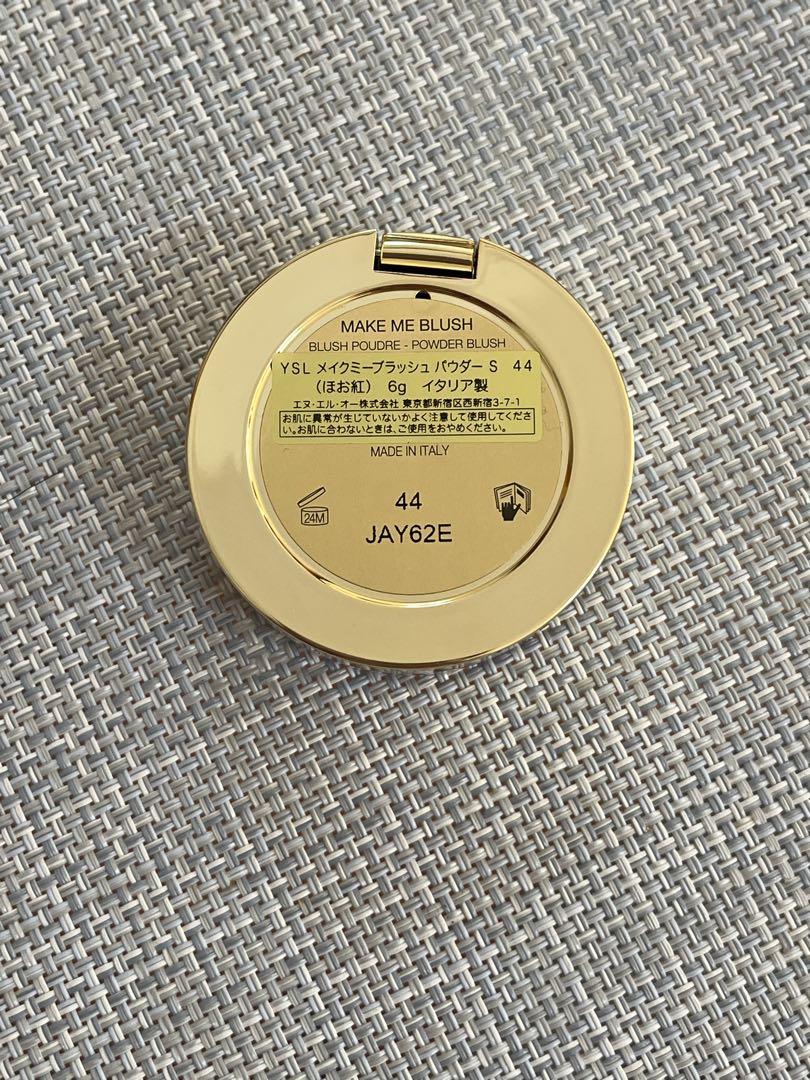 MAKE ME BLUSH
BLUSH POUDRE - POWDER BLUSH
YSL メイクミーブラッシュ パウダー S 44
（ほお紅） 6g イタリア製
エヌ・エル・オー株式会社 東京都新宿区西新宿3-7-1
お肌に異常が生じていないかよく注意して使用してくださ
い。お肌に合わないときは、ご使用をおやめください。
MADE IN ITALY
24M
44
JAY62E